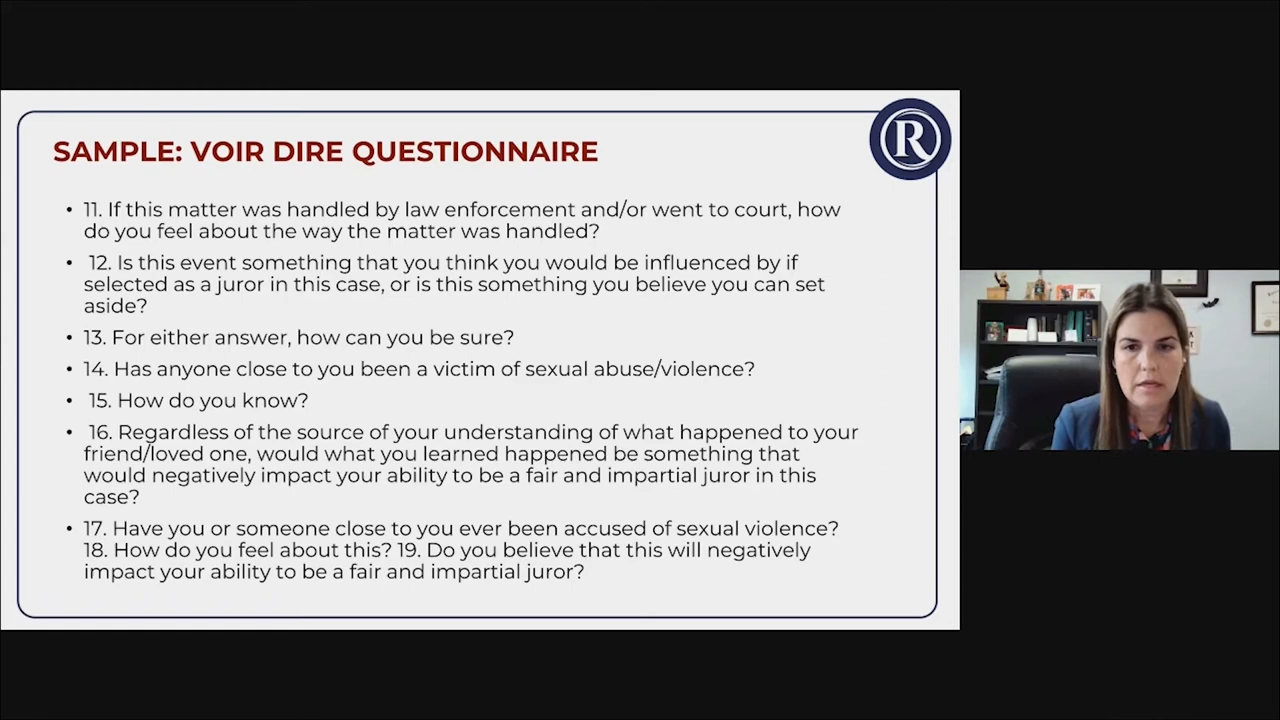 SAMPLE: VOIR DIRE QUESTIONNAIRE
R
• 11. If this matter was handled by law enforcement and/or went to court, how
do you feel about the way the matter was handled?
• 12. Is this event something that you think you would be influenced by if
selected as a juror in this case, or is this something you believe you can set
aside?
• 13. For either answer, how can you be sure?
• 14. Has anyone close to you been a victim of sexual abuse/violence?
• 15. How do you know?
• 16. Regardless of the source of your understanding of what happened to your
friend/loved one, would what you learned happened be something that
would negatively impact your ability to be a fair and impartial juror in this
case?
• 17. Have you or someone close to you ever been accused of sexual violence?
18. How do you feel about this? 19. Do you believe that this will negatively
impact your ability to be a fair and impartial juror?